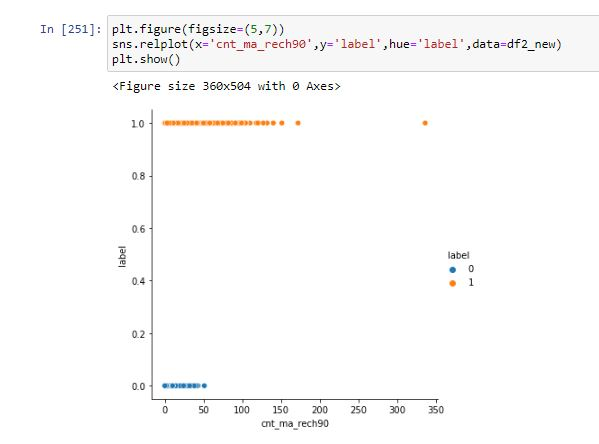 In [251]: plt.figure(figsize=(5,7))
sns.relplot(x='cnt_ma_rech90',y='label',hue='label',data=df2_new)
plt.show()
<Figure size 360x504 with 0 Axes>
1.0
0.8
0.6
0.4
0.2
0.0
label
0 50 100 150 200 250 300 350
cnt_ma_rech90
label
0
1